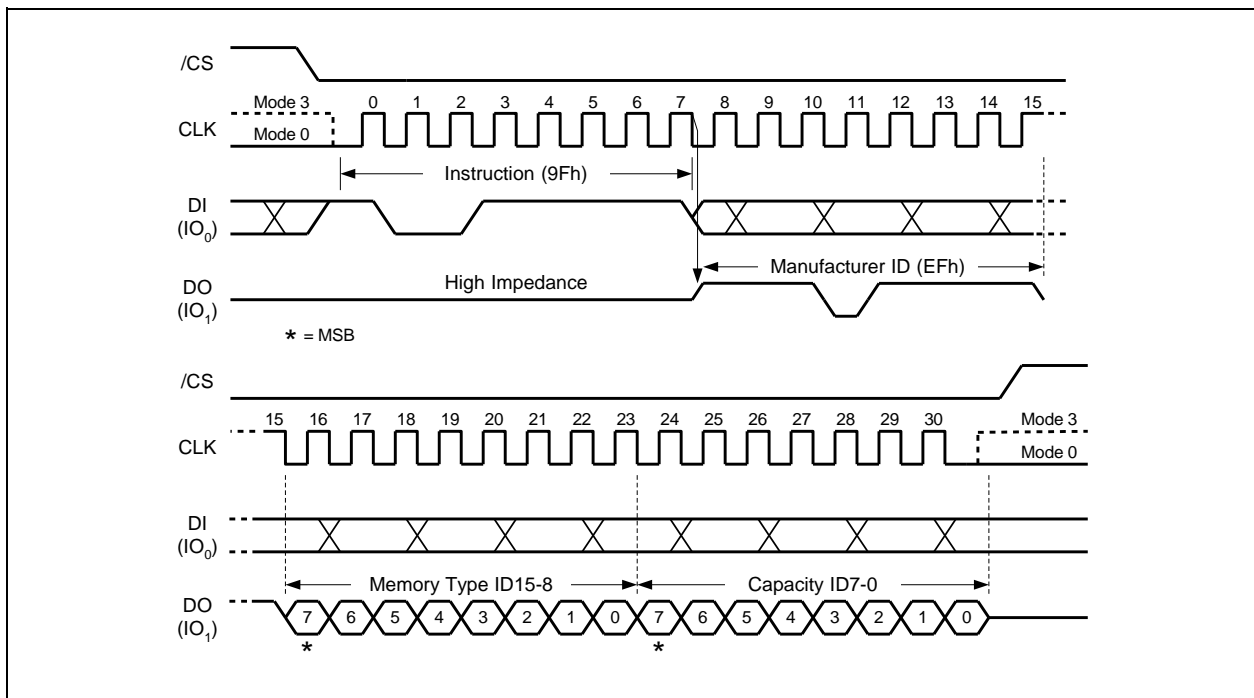 /CS
Mode 3 0 1 2 3 4 5 6 7 8 9 10 11 12 13 14 15
CLK
Mode 0
Instruction (9Fh)
DI
(IO0)
Manufacturer ID (EFh)
High Impedance
DO
(IO1)
* = MSB
/CS
15 16 17 18 19 20 21 22 23 24 25 26 27 28 29 30 Mode 3
CLK
Mode 0
DI
(IO0)
Memory Type ID15-8 Capacity ID7-0
DO
(IO1)
7 6 5 4 3 2 1 0 7 6 5 4 3 2 1 0
* *